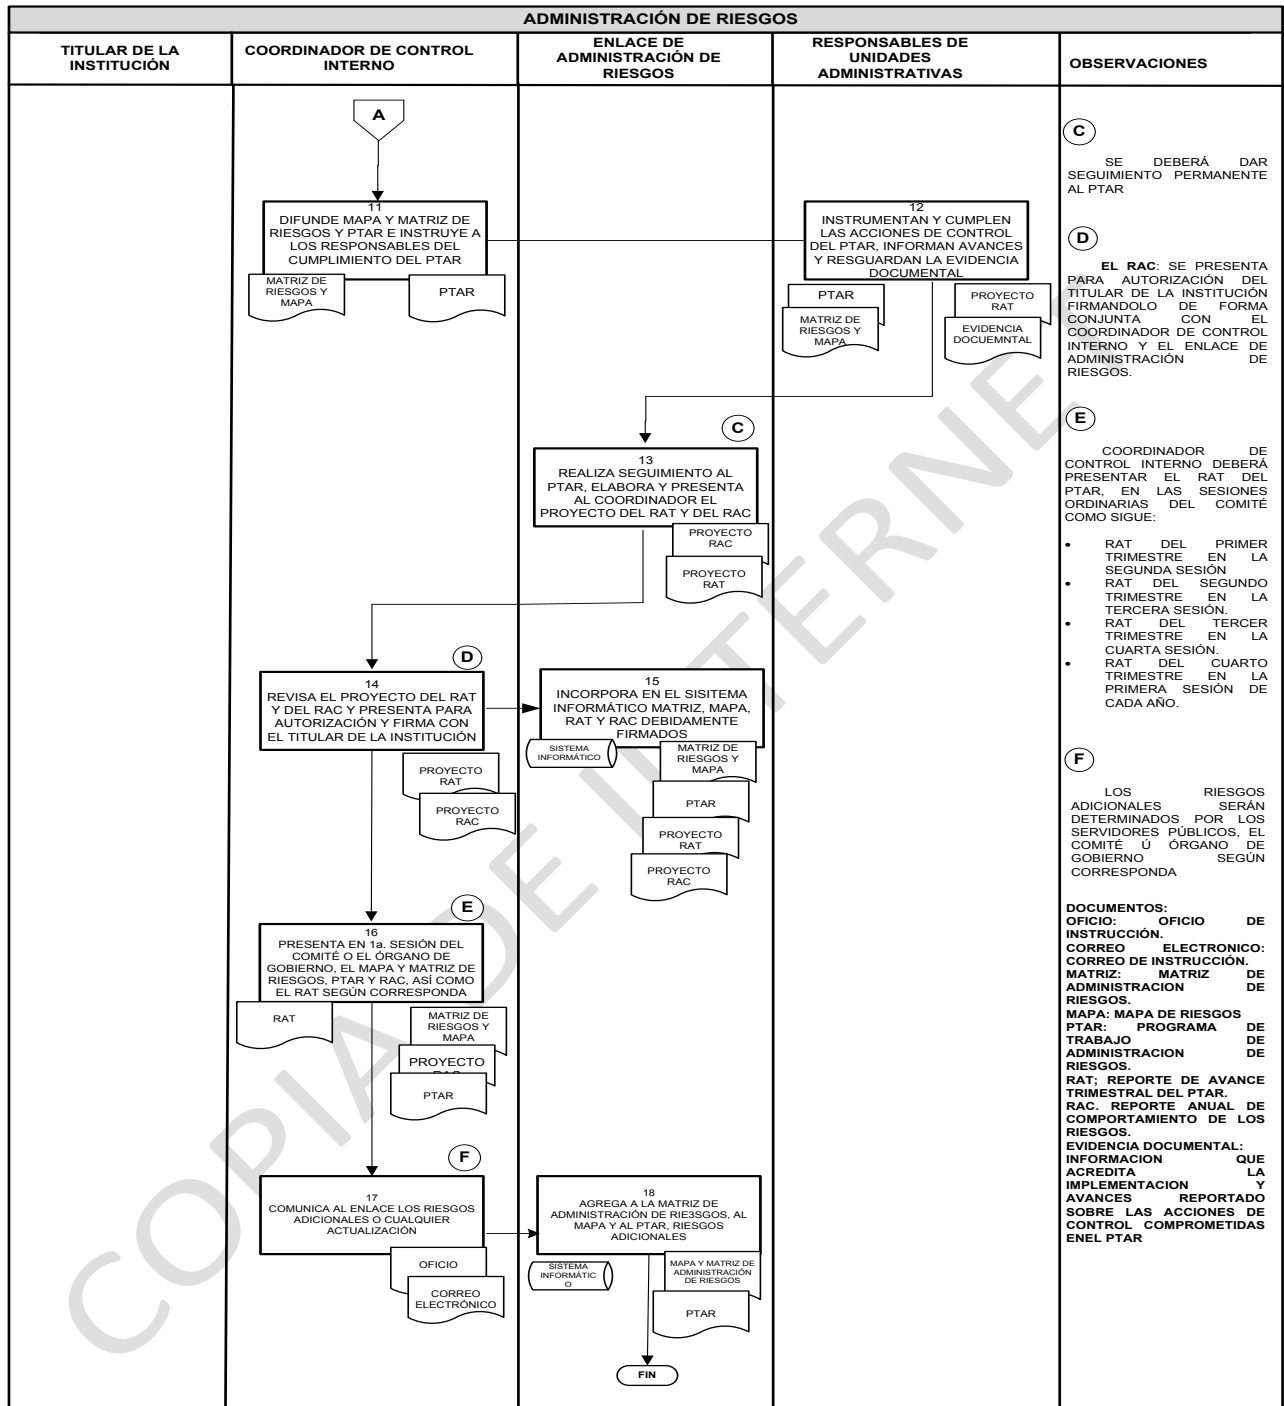 ADMINISTRACIÓN DE RIESGOS
TITULAR DE LA
INSTITUCIÓN
COORDINADOR DE CONTROL
INTERNO
ENLACE DE
ADMINISTRACIÓN DE
RIESGOS
RESPONSABLES DE
UNIDADES
ADMINISTRATIVAS
OBSERVACIONES
A
11
DIFUNDE MAPA Y MATRIZ DE
RIESGOS Y PTAR E INSTRUYE A
LOS RESPONSABLES DEL
CUMPLIMIENTO DEL PTAR
MATRIZ DE
RIESGOS Y
MAPA
PTAR
12
INSTRUMENTAN Y CUMPLEN
LAS ACCIONES DE CONTROL
DEL PTAR, INFORMAN AVANCES
Y RESGUARDAN LA EVIDENCIA
DOCUMENTAL
PTAR
MATRIZ DE
RIESGOS Y
MAPA
PROYECTO
RAT
EVIDENCIA
DOCUEMNTAL
C
13
REALIZA SEGUIMIENTO AL
PTAR, ELABORA Y PRESENTA
AL COORDINADOR EL
PROYECTO DEL RAT Y DEL RAC
PROYECTO
RAC
PROYECTO
RAT
D
14
REVISA EL PROYECTO DEL RAT
Y DEL RAC Y PRESENTA PARA
AUTORIZACIÓN Y FIRMA CON
EL TITULAR DE LA INSTITUCIÓN
PROYECTO
RAT
PROYECTO
RAC
15
INCORPORA EN EL SISITEMA
INFORMÁTICO MATRIZ, MAPA,
RAT Y RAC DEBIDAMENTE
FIRMADOS
SISTEMA
INFORMÁTICO
MATRIZ DE
RIESGOS Y
MAPA
PTAR
PROYECTO
RAT
PROYECTO
RAC
E
16
PRESENTA EN 1a. SESIÓN DEL
COMITÉ O EL ÓRGANO DE
GOBIERNO, EL MAPA Y MATRIZ DE
RIESGOS, PTAR Y RAC, ASÍ COMO
EL RAT SEGÚN CORRESPONDA
RAT
MATRIZ DE
RIESGOS Y
MAPA
PROYECTO
PTAR
F
17
COMUNICA AL ENLACE LOS RIESGOS
ADICIONALES O CUALQUIER
ACTUALIZACIÓN
OFICIO
CORREO
ELECTRÓNICO
18
AGREGA A LA MATRIZ DE
ADMINISTRACIÓN DE RIE3SGOS, AL
MAPA Y AL PTAR, RIESGOS
ADICIONALES
SISTEMA
INFORMÁTIC
O
MAPA Y MATRIZ DE
ADMINISTRACIÓN
DE RIESGOS
PTAR
FIN
C
SE DEBERÁ DAR
SEGUIMIENTO PERMANENTE
AL PTAR
D
EL RAC: SE PRESENTA
PARA AUTORIZACIÓN DEL
TITULAR DE LA INSTITUCIÓN
FIRMANDOLO DE FORMA
CONJUNTA CON EL
COORDINADOR DE CONTROL
INTERNO Y EL ENLACE DE
ADMINISTRACIÓN DE
RIESGOS.
E
COORDINADOR DE
CONTROL INTERNO DEBERÁ
PRESENTAR EL RAT DEL
PTAR, EN LAS SESIONES
ORDINARIAS DEL COMITÉ
COMO SIGUE:
• RAT DEL PRIMER
TRIMESTRE EN LA
SEGUNDA SESIÓN
• RAT DEL SEGUNDO
TRIMESTRE EN LA
TERCERA SESIÓN.
• RAT DEL TERCER
TRIMESTRE EN LA
CUARTA SESIÓN.
• RAT DEL CUARTO
TRIMESTRE EN LA
PRIMERA SESIÓN DE
CADA AÑO.
F
LOS RIESGOS
ADICIONALES SERÁN
DETERMINADOS POR LOS
SERVIDORES PÚBLICOS, EL
COMITÉ Ú ÓRGANO DE
GOBIERNO SEGÚN
CORRESPONDA
DOCUMENTOS:
OFICIO: OFICIO DE
INSTRUCCIÓN.
CORREO ELECTRONICO:
CORREO DE INSTRUCCIÓN.
MATRIZ: MATRIZ DE
ADMINISTRACION DE
RIESGOS.
MAPA: MAPA DE RIESGOS
PTAR: PROGRAMA DE
TRABAJO DE
ADMINISTRACION DE
RIESGOS.
RAT; REPORTE DE AVANCE
TRIMESTRAL DEL PTAR.
RAC. REPORTE ANUAL DE
COMPORTAMIENTO DE LOS
RIESGOS.
EVIDENCIA DOCUMENTAL:
INFORMACION QUE
ACREDITA LA
IMPLEMENTACION Y
AVANCES REPORTADO
SOBRE LAS ACCIONES DE
CONTROL COMPROMETIDAS
ENEL PTAR
COPIA DE INTERNET